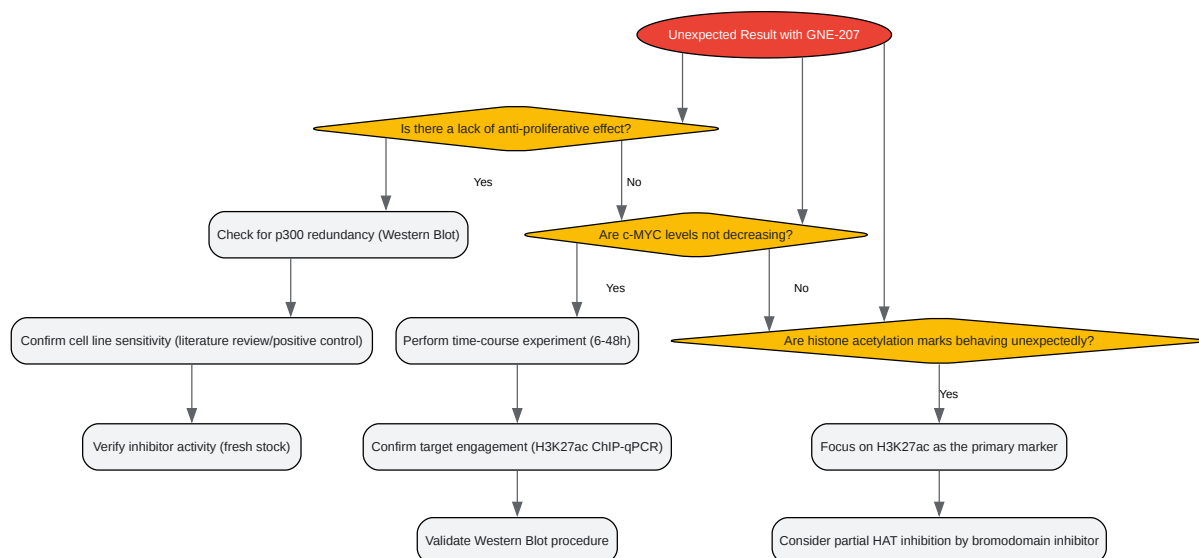 Unexpected Result with GNE-207
Is there a lack of anti-proliferative effect?
Yes
No
Check for p300 redundancy (Western Blot)
Are c-MYC levels not decreasing?
Yes
No
Confirm cell line sensitivity (literature review/positive control)
Perform time-course experiment (6-48h)
Are histone acetylation marks behaving unexpectedly?
Yes
Verify inhibitor activity (fresh stock)
Confirm target engagement (H3K27ac ChIP-qPCR)
Focus on H3K27ac as the primary marker
Validate Western Blot procedure
Consider partial HAT inhibition by bromodomain inhibitor